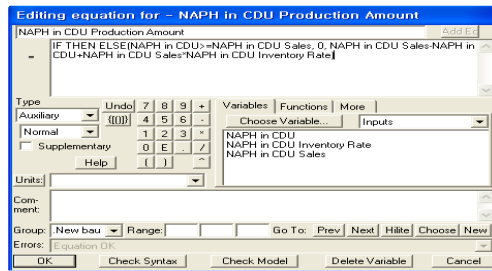 Editing equation for - NAPH in CDU Production Amount
NAPH in CDU Production Amount
Add Eq
= IF THEN ELSE(NAPH in CDU>=NAPH in CDU Sales, 0, NAPH in CDU Sales-NAPH in
CDU+NAPH in CDU Sales*NAPH in CDU Inventory Rate)
Type
Undo 7 8 9 +
Variables Functions More
Auxiliary
{[()]} 4 5 6 -
Choose Variable... Inputs
Normal
1 2 3 *
NAPH in CDU
Supplementary
0 E . /
NAPH in CDU Inventory Rate
Help ( ) ^
NAPH in CDU Sales
Units:
Com-
ment:
Group: .New bau Range: Go To: Prev Next Hilite Choose New
Errors: Equation OK
OK Check Syntax Check Model Delete Variable Cancel